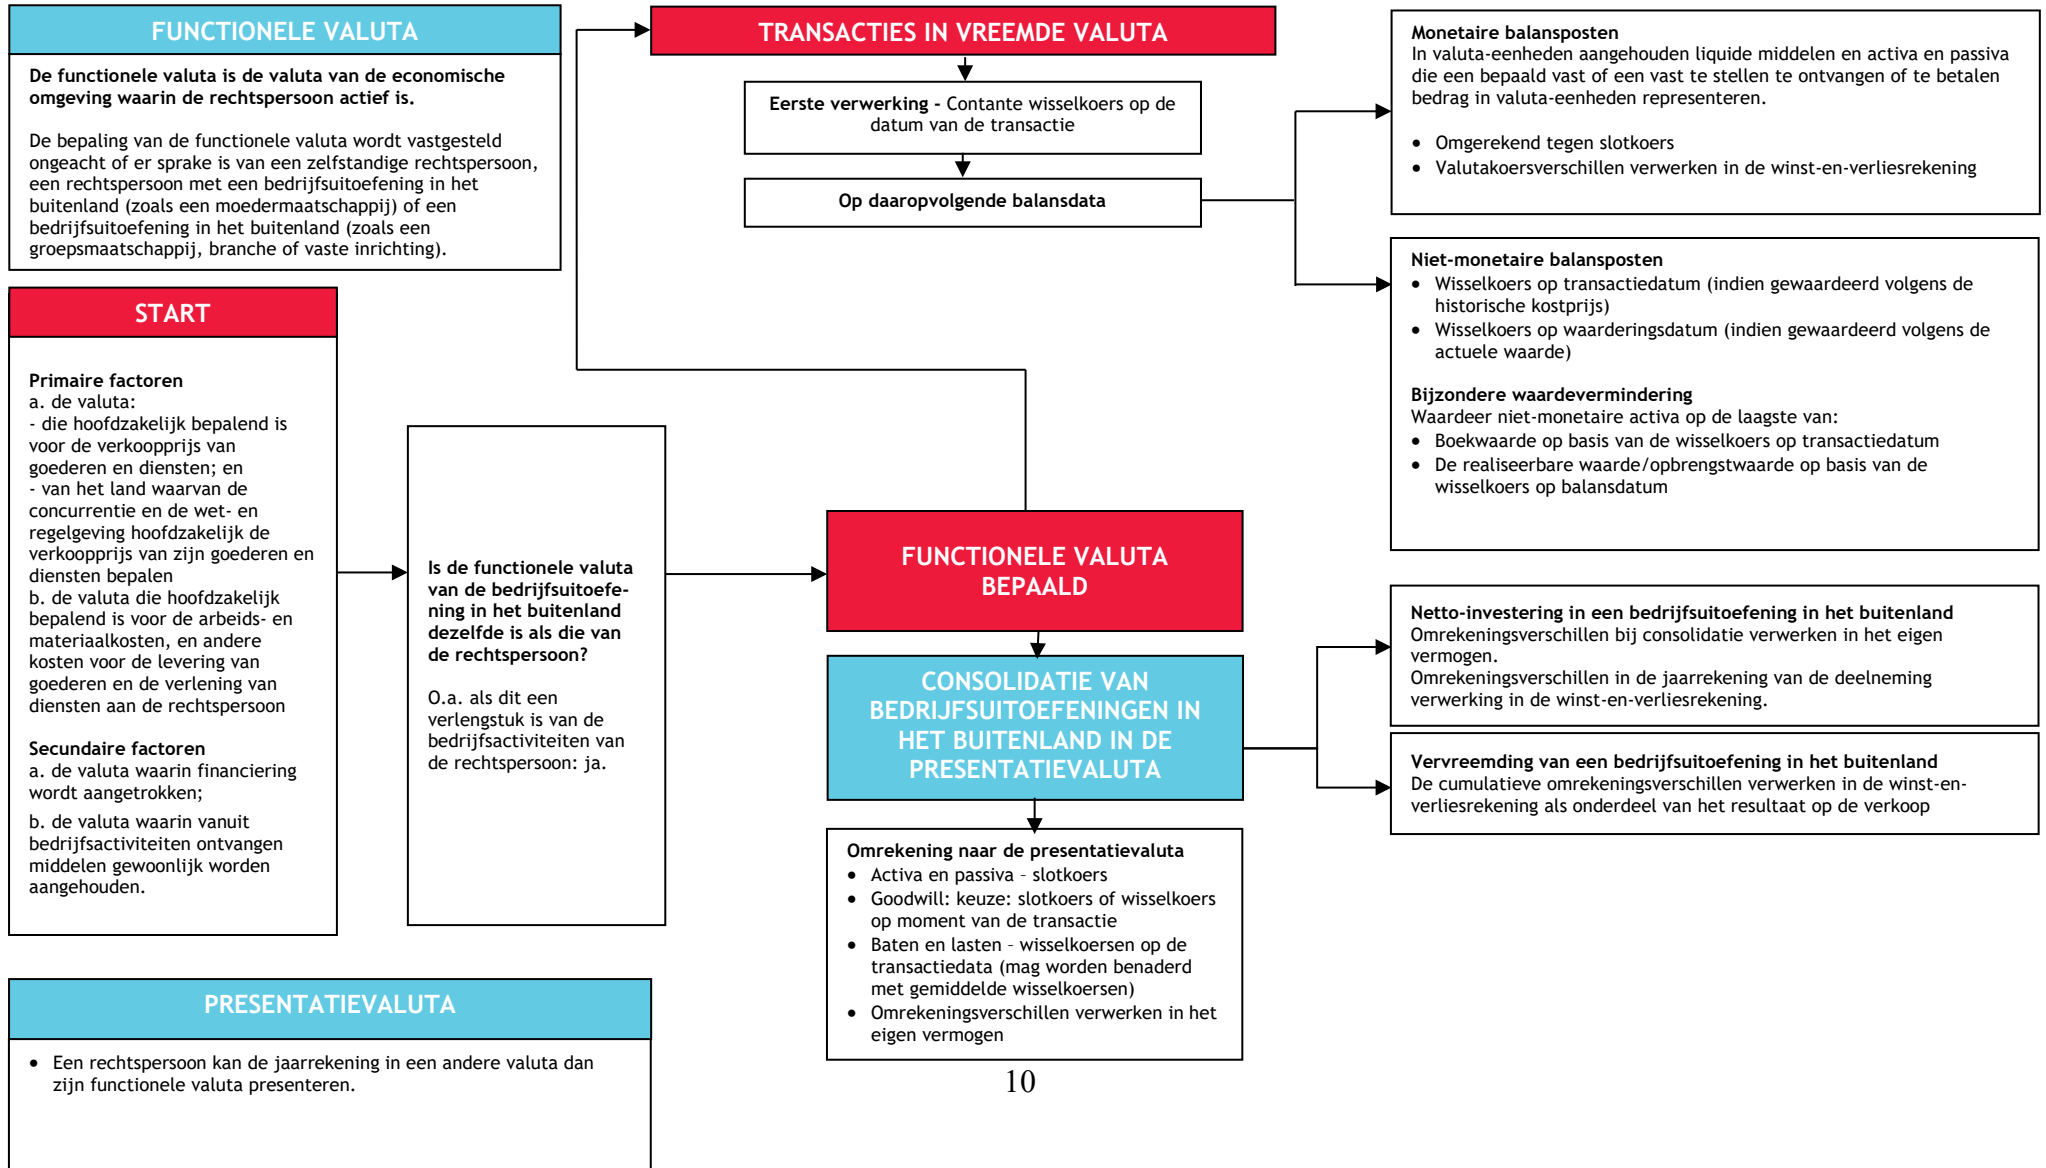 FUNCTIONELE VALUTA
De functionele valuta is de valuta van de economische
omgeving waarin de rechtspersoon actief is.
De bepaling van de functionele valuta wordt vastgesteld
ongeacht of er sprake is van een zelfstandige rechtspersoon,
een rechtspersoon met een bedrijfsuitoefening in het
buitenland (zoals een moedermaatschappij) of een
bedrijfsuitoefening in het buitenland (zoals een
groepsmaatschappij, branche of vaste inrichting).
START
Primaire factoren
a. de valuta:
- die hoofdzakelijk bepalend is
voor de verkoopprijs van
goederen en diensten; en
- van het land waarvan de
concurrentie en de wet- en
regelgeving hoofdzakelijk de
verkoopprijs van zijn goederen en
diensten bepalen
b. de valuta die hoofdzakelijk
bepalend is voor de arbeids- en
materiaalkosten, en andere
kosten voor de levering van
goederen en de verlening van
diensten aan de rechtspersoon
Secundaire factoren
a. de valuta waarin financiering
wordt aangetrokken;
b. de valuta waarin vanuit
bedrijfsactiviteiten ontvangen
middelen gewoonlijk worden
aangehouden.
Is de functionele valuta
van de bedrijfsuitoefe-
ning in het buitenland
dezelfde is als die van
de rechtspersoon?
O.a. als dit een
verlengstuk is van de
bedrijfsactiviteiten van
de rechtspersoon: ja.
TRANSACTIES IN VREEMDE VALUTA
Eerste verwerking - Contante wisselkoers op de
datum van de transactie
Op daaropvolgende balansdata
Monetaire balansposten
In valuta-eenheden aangehouden liquide middelen en activa en passiva
die een bepaald vast of een vast te stellen te ontvangen of te betalen
bedrag in valuta-eenheden representeren.
• Omgerekend tegen slotkoers
• Valutakoersverschillen verwerken in de winst-en-verliesrekening
Niet-monetaire balansposten
• Wisselkoers op transactiedatum (indien gewaardeerd volgens de
historische kostprijs)
• Wisselkoers op waarderingsdatum (indien gewaardeerd volgens de
actuele waarde)
Bijzondere waardevermindering
Waardeer niet-monetaire activa op de laagste van:
• Boekwaarde op basis van de wisselkoers op transactiedatum
• De realiseerbare waarde/opbrengstwaarde op basis van de
wisselkoers op balansdatum
FUNCTIONELE VALUTA
BEPAALD
CONSOLIDATIE VAN
BEDRIJFSUITOEFENINGEN IN
HET BUITENLAND IN DE
PRESENTATIEVALUTA
Omrekening naar de presentatievaluta
• Activa en passiva – slotkoers
• Goodwill: keuze: slotkoers of wisselkoers
op moment van de transactie
• Baten en lasten – wisselkoersen op de
transactiedata (mag worden benaderd
met gemiddelde wisselkoersen)
• Omrekeningsverschillen verwerken in het
eigen vermogen
Netto-investering in een bedrijfsuitoefening in het buitenland
Omrekeningsverschillen bij consolidatie verwerken in het eigen
vermogen.
Omrekeningsverschillen in de jaarrekening van de deelneming
verwerking in de winst-en-verliesrekening.
Vervreemding van een bedrijfsuitoefening in het buitenland
De cumulatieve omrekeningsverschillen verwerken in de winst-en-
verliesrekening als onderdeel van het resultaat op de verkoop
PRESENTATIEVALUTA
• Een rechtspersoon kan de jaarrekening in een andere valuta dan
zijn functionele valuta presenteren.
10